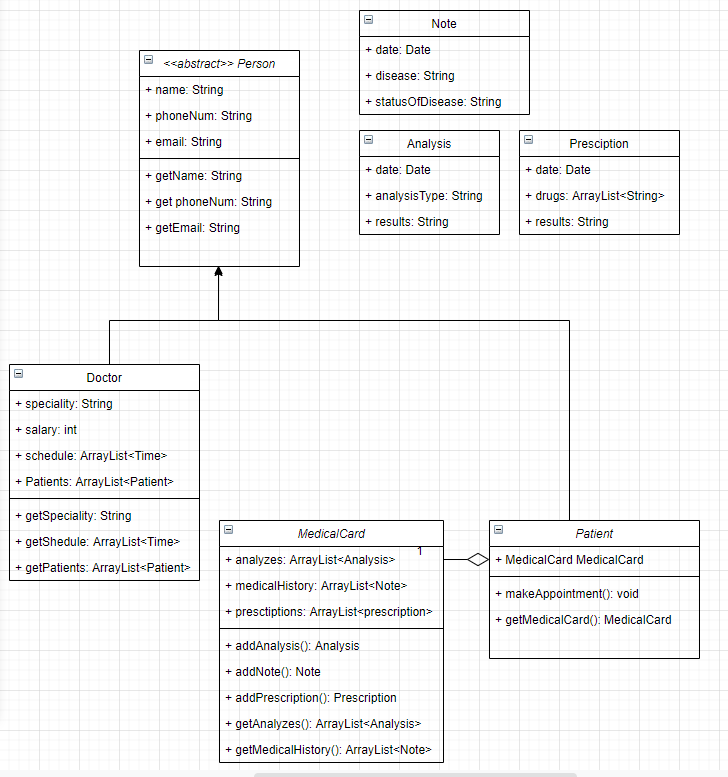 Note
+ date: Date
+ disease: String
+ statusOfDisease: String
<<abstract>> Person
+ name: String
+ phoneNum: String
+ email: String
+ getName: String
+ get phoneNum: String
+ getEmail: String
Analysis
+ date: Date
+ analysisType: String
+ results: String
Presciption
+ date: Date
+ drugs: ArrayList<String>
+ results: String
Doctor
+ speciality: String
+ salary: int
+ schedule: ArrayList<Time>
+ Patients: ArrayList<Patient>
+ getSpeciality: String
+ getShedule: ArrayList<Time>
+ getPatients: ArrayList<Patient>
MedicalCard
+ analyzes: ArrayList<Analysis>
+ medicalHistory: ArrayList<Note>
+ presctiptions: ArrayList<prescription>
+ addAnalysis(): Analysis
+ addNote(): Note
+ addPrescription(): Prescription
+ getAnalyzes(): ArrayList<Analysis>
+ getMedicalHistory(): ArrayList<Note>
1
Patient
+ MedicalCard MedicalCard
+ makeAppointment(): void
+ getMedicalCard(): MedicalCard